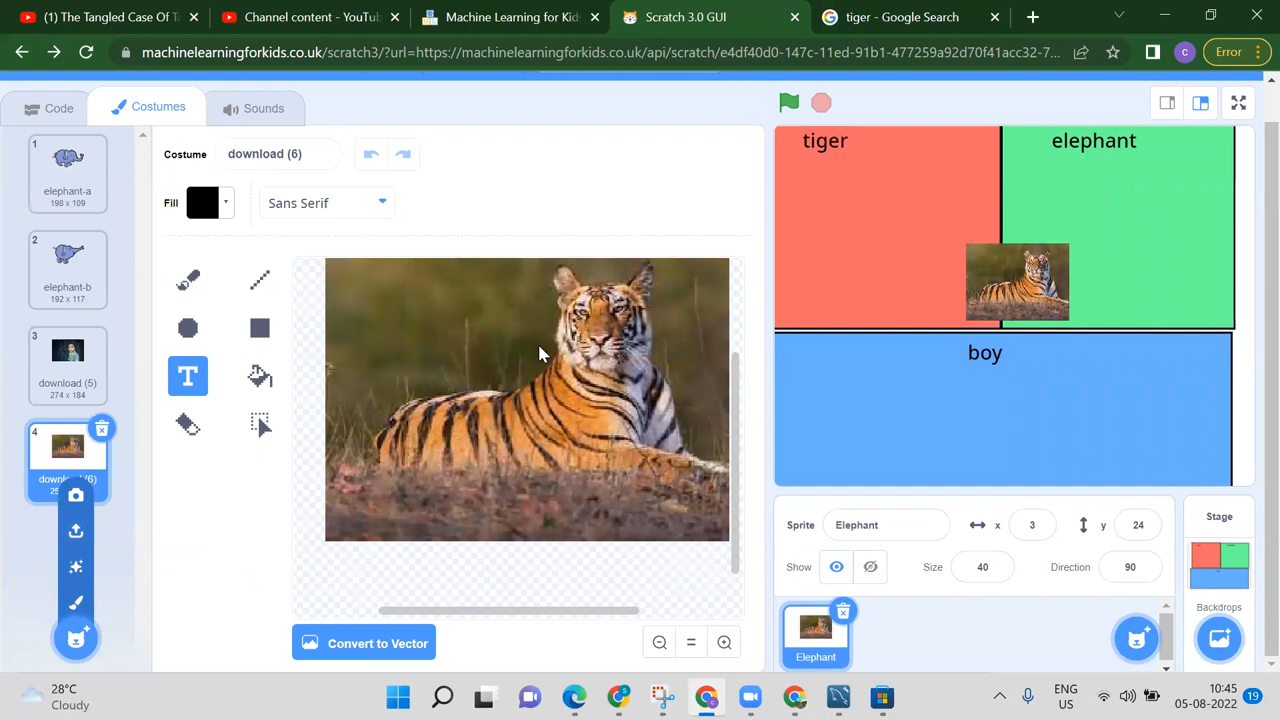 (1) The Tangled Case Of T
Channel content - YouTu
Machine Learning for Kids
Scratch 3.0 GUI
tiger - Google Search
machinelearningforkids.co.uk/scratch3/?url=https://machinelearningforkids.co.uk/api/scratch/e4df40d0-147c-11ed-91b1-477259a92d70f41acc32-7...
c
Error
Code
Costumes
Sounds
Costume
download (6)
Fill
Sans Serif
T
1
elephant-a
198 x 109
2
elephant-b
192 x 117
3
download (5)
274 x 184
4
Convert to Vector
tiger
elephant
boy
Sprite
Elephant
x
3
y
24
Show
Size
40
Direction
90
Elephant
Stage
Backdrops
28°C
Cloudy
ENG
US
10:45
05-08-2022
19